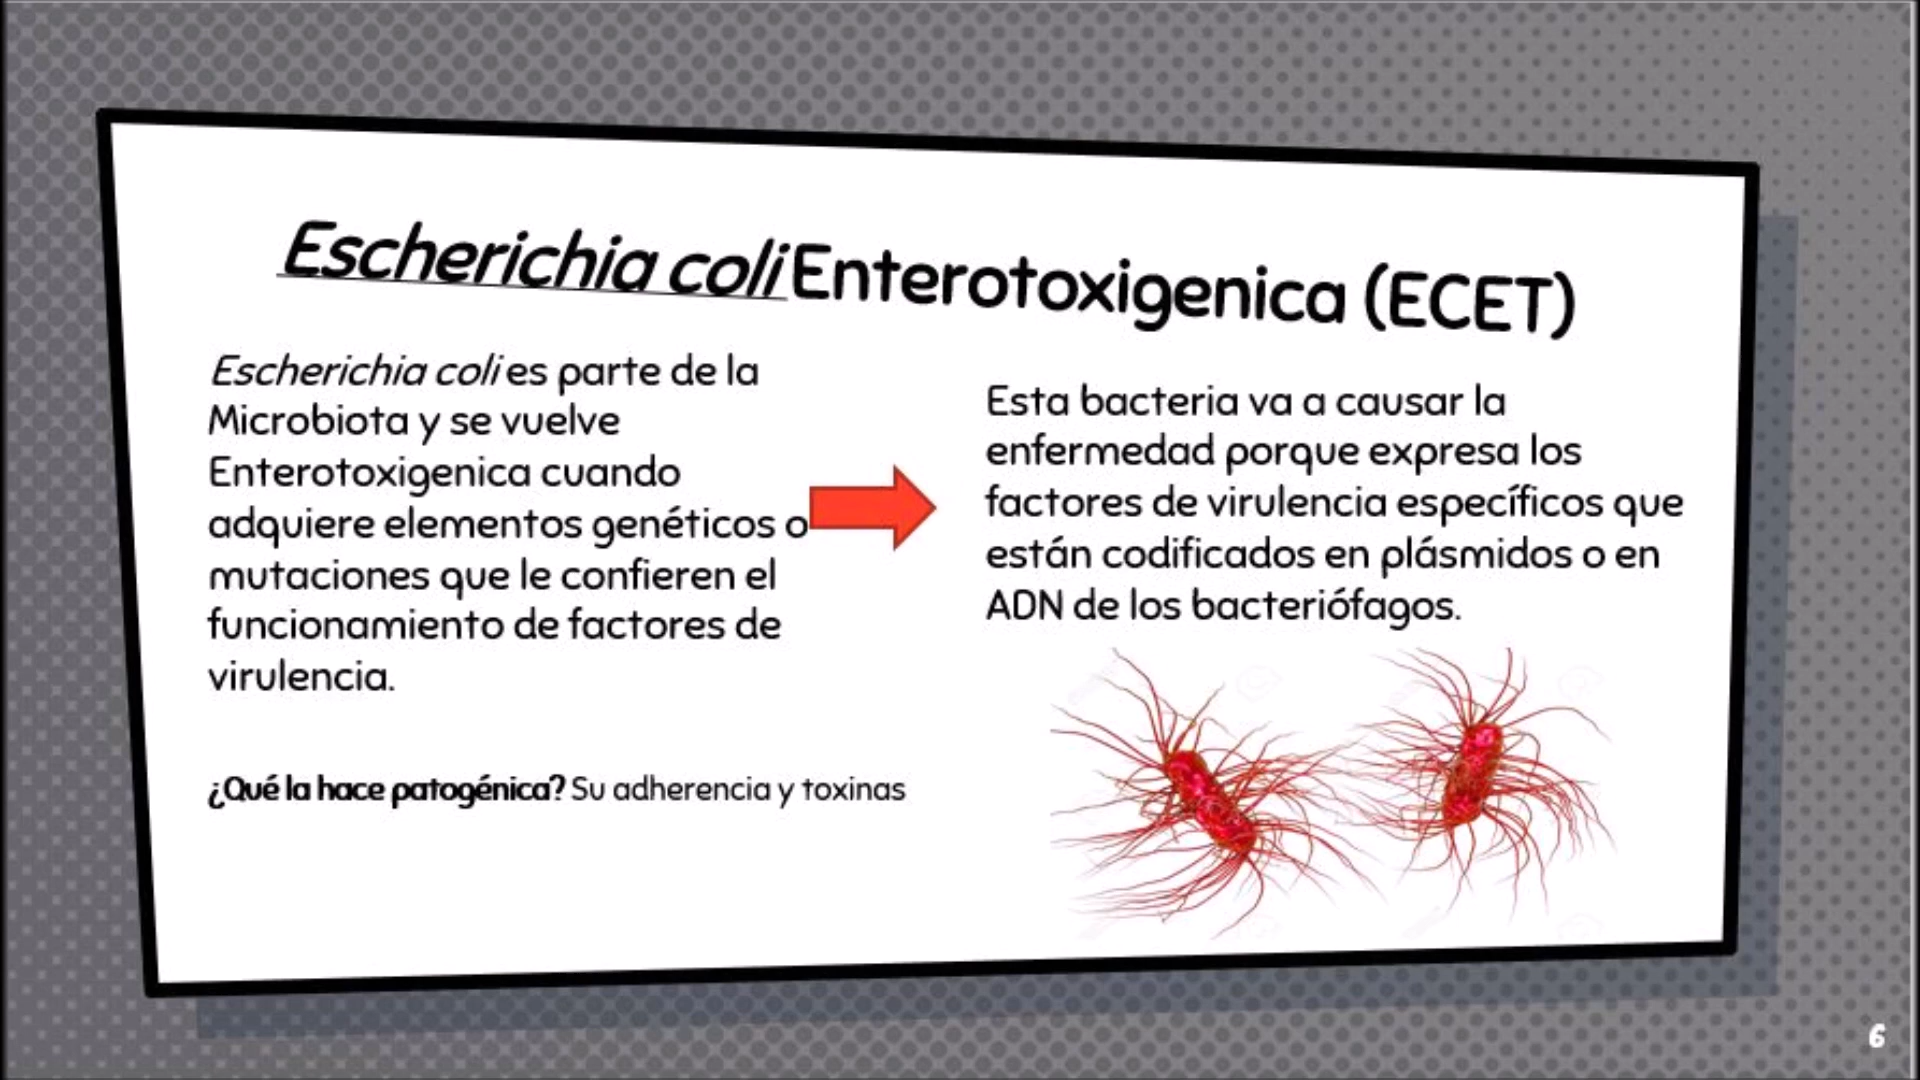 Escherichia coli Enterotoxigenica (ECET)
Escherichia coli es parte de la
Microbiota y se vuelve
Enterotoxigenica cuando
adquiere elementos genéticos o
mutaciones que le confieren el
funcionamiento de factores de
virulencia.
¿Qué la hace patogénica? Su adherencia y toxinas
Esta bacteria va a causar la
enfermedad porque expresa los
factores de virulencia específicos que
están codificados en plásmidos o en
ADN de los bacteriófagos.
6